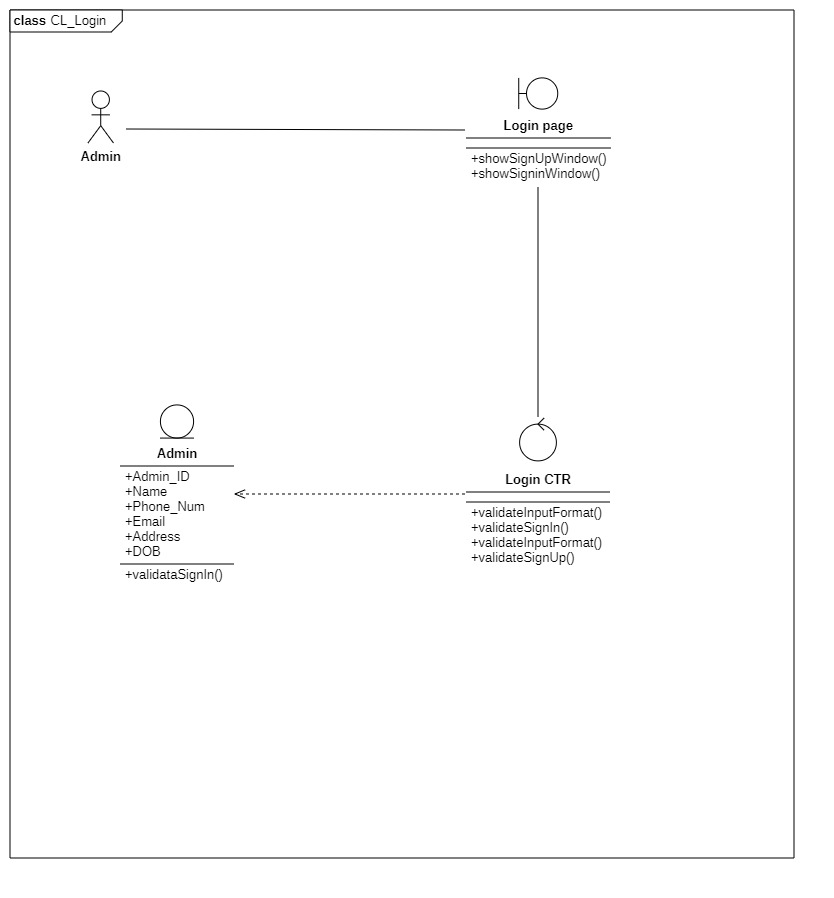 class CL_Login
Admin
Login page
+showSignUpWindow()
+showSigninWindow()
Admin
+Admin_ID
+Name
+Phone_Num
+Email
+Address
+DOB
+validataSignIn()
Login CTR
+validateInputFormat()
+validateSignIn()
+validateInputFormat()
+validateSignUp()